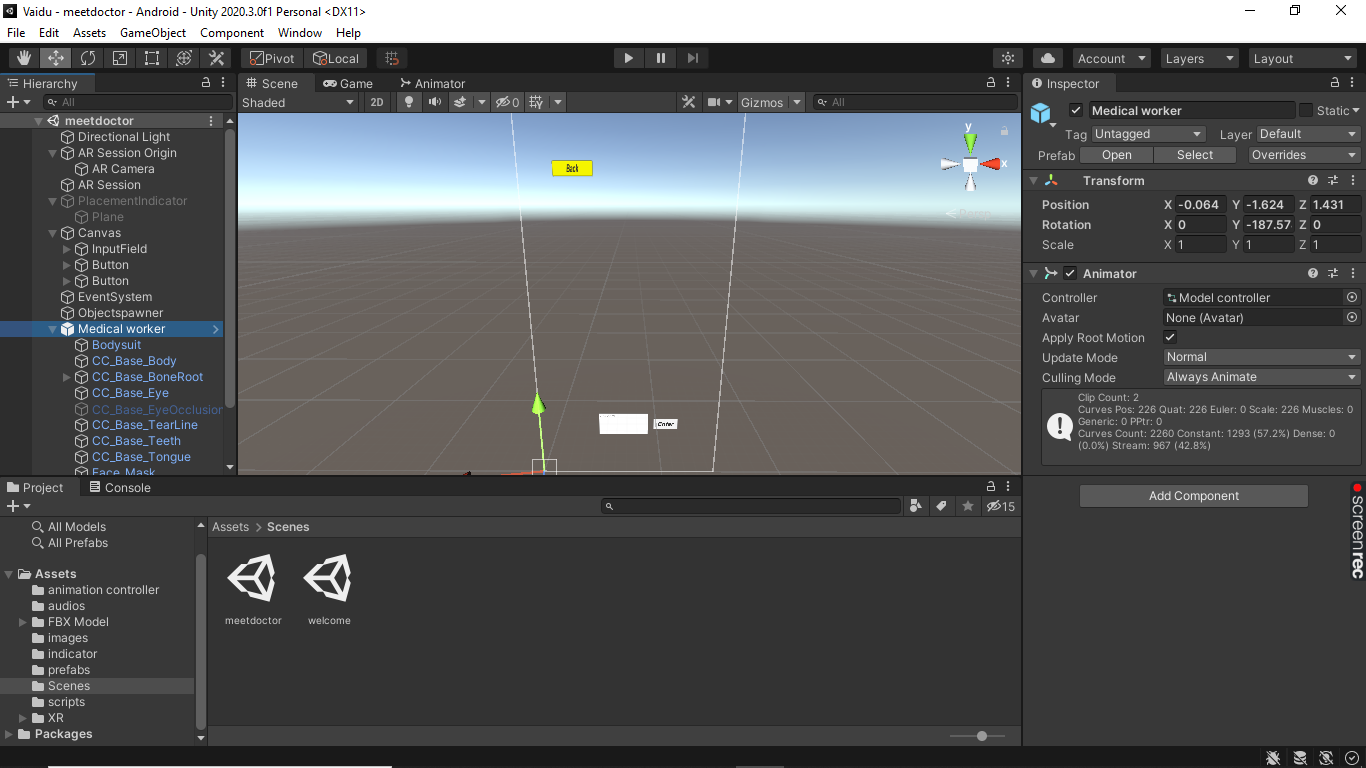 Vaidu - meetdoctor - Android - Unity 2020.3.0f1 Personal <DX11>
File Edit Assets GameObject Component Window Help
Pivot Local Account Layers Layout
Hierarchy
All
meetdoctor
Directional Light
AR Session Origin
AR Camera
AR Session
PlacementIndicator
Plane
Canvas
InputField
Button
Button
EventSystem
Objectspawner
Medical worker
Bodysuit
CC_Base_Body
CC_Base_BoneRoot
CC_Base_Eye
CC_Base_EyeOcclusion
CC_Base_TearLine
CC_Base_Teeth
CC_Base_Tongue
Face_Mask
Scene Game Animator
Shaded 2D 0 Gizmos All
y
x
Persp
Back
Enter
Inspector
Medical worker Static
Tag Untagged Layer Default
Prefab Open Select Overrides
Transform
Position X -0.064 Y -1.624 Z 1.431
Rotation X 0 Y -187.57 Z 0
Scale X 1 Y 1 Z 1
Animator
Controller Model controller
Avatar None (Avatar)
Apply Root Motion
Update Mode Normal
Culling Mode Always Animate
Clip Count: 2
Curves Pos: 226 Quat: 226 Euler: 0 Scale: 226 Muscles: 0
Generic: 0 PPtr: 0
Curves Count: 2260 Constant: 1293 (57.2%) Dense: 0
(0.0%) Stream: 967 (42.8%)
Add Component
screenrec
Project Console
15
All Models
All Prefabs
Assets
animation controller
audios
FBX Model
images
indicator
prefabs
Scenes
scripts
XR
Packages
Assets > Scenes
meetdoctor welcome